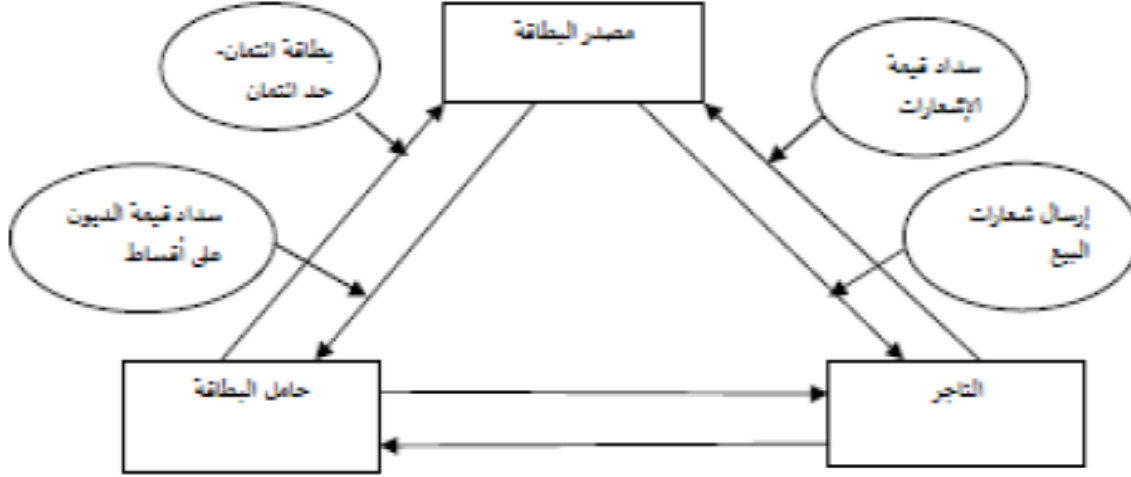 مصدر البطاقة
بطاقة ائتمان-
حد ائتمان
سداد قيمة
الإشعارات
سداد قيمة الديون
على أقساط
إرسال شعارات
البيع
حامل البطاقة
التاجر